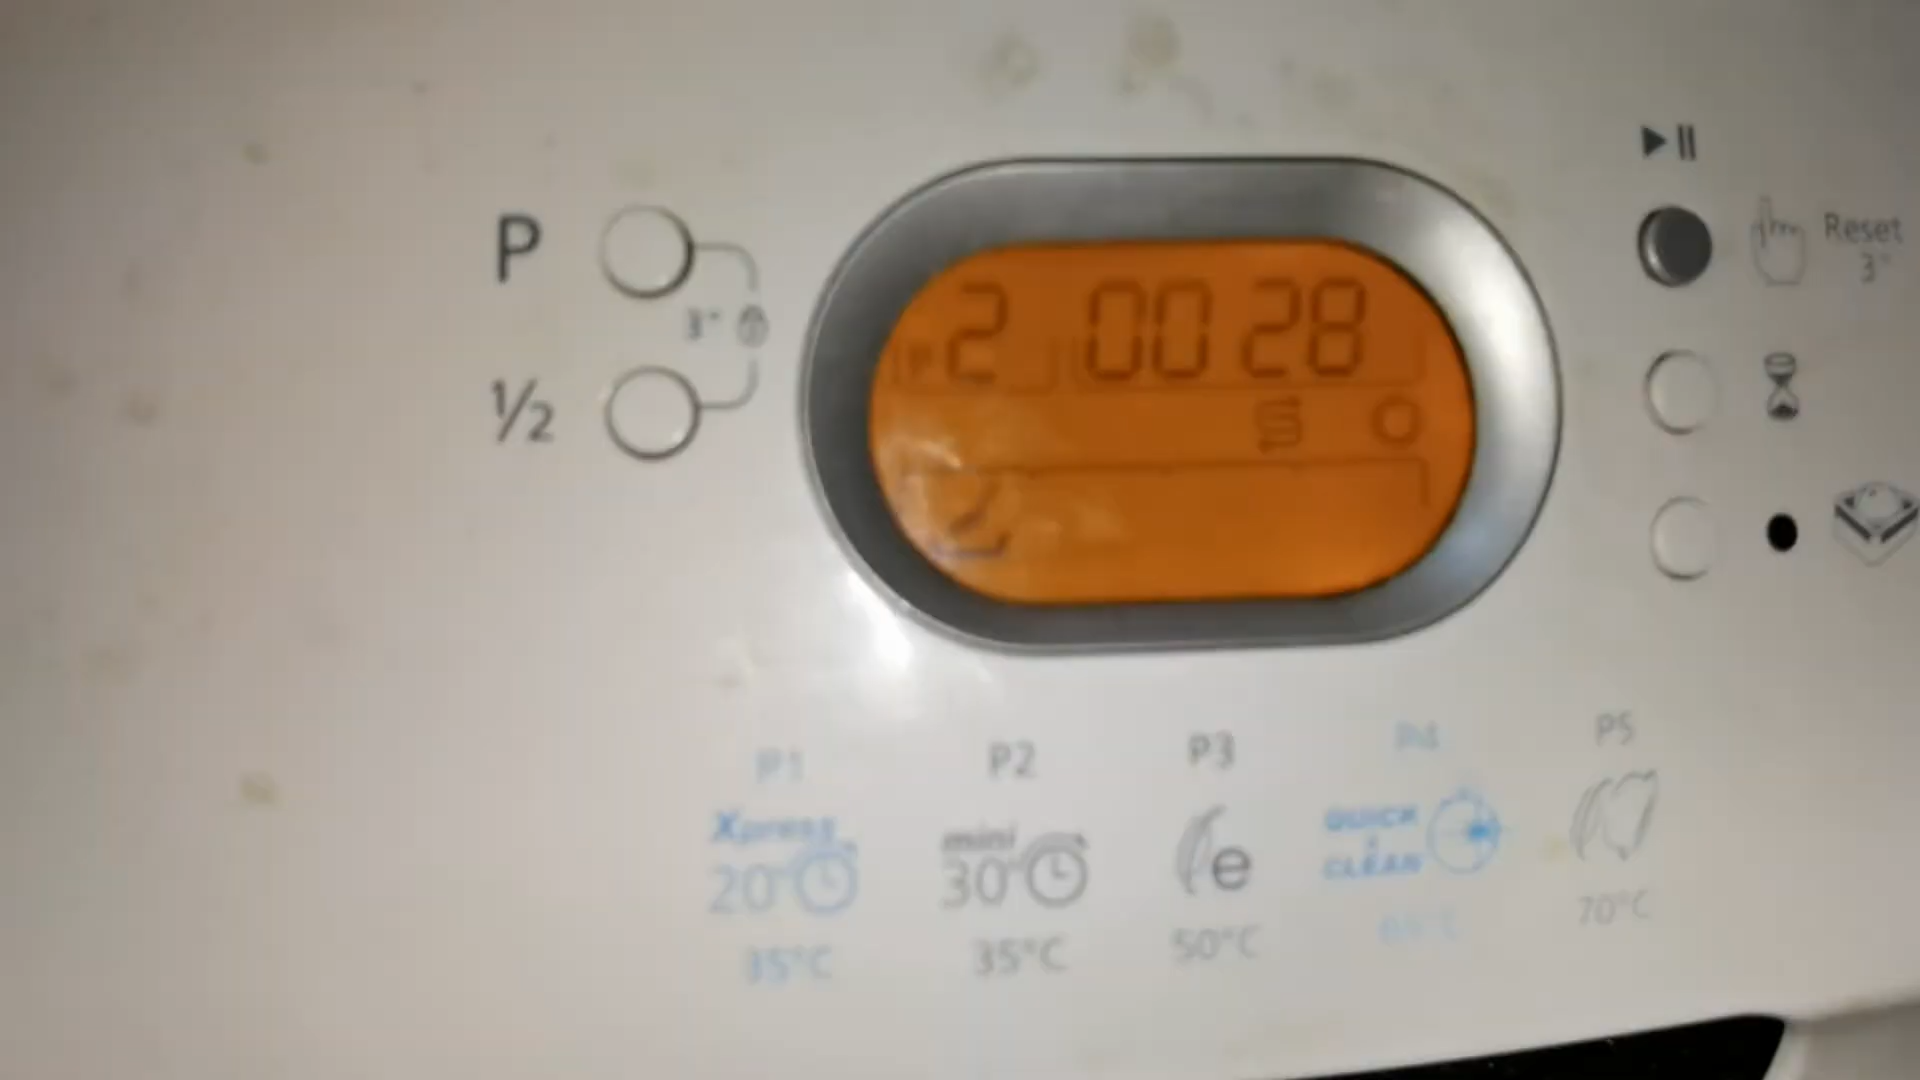 P
3"
1/2
P 2 00 28
Reset
3"
P1 P2 P3 P4 P5
Xpress
20'
mini
30'
e
QUICK
&
CLEAN
35°C 35°C 50°C 70°C